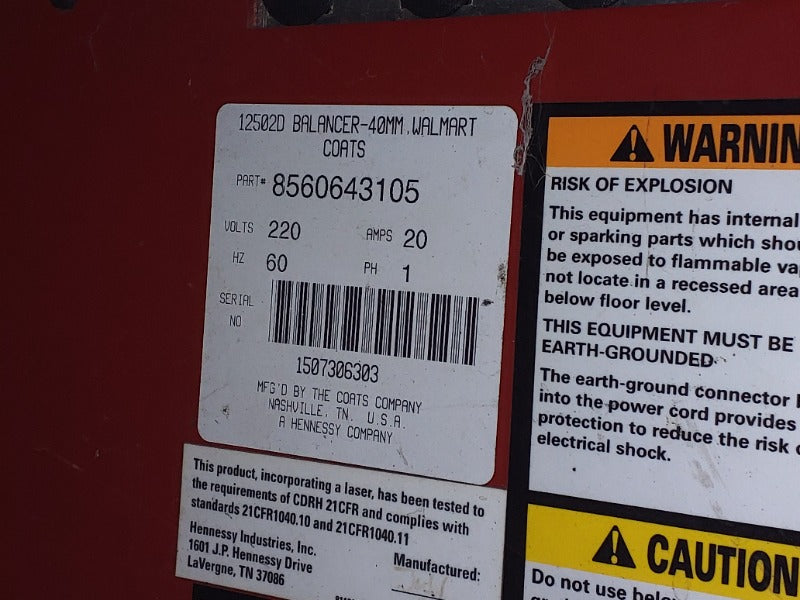 12502D BALANCER-40MM,WALMART
COATS
PART# 8560643105
VOLTS 220 AMPS 20
HZ 60 PH 1
SERIAL
NO
1507306303
MFG'D BY THE COATS COMPANY
NASHVILLE, TN. U.S.A.
A HENNESSY COMPANY
This product, incorporating a laser, has been tested to
the requirements of CDRH 21CFR and complies with
standards 21CFR1040.10 and 21CFR1040.11
Hennessy Industries, Inc.
1601 J.P. Hennessy Drive
LaVergne, TN 37086
Manufactured:
WARNIN
RISK OF EXPLOSION
This equipment has internal
or sparking parts which shou
be exposed to flammable va
not locate in a recessed area
below floor level.
THIS EQUIPMENT MUST BE
EARTH-GROUNDED.
The earth-ground connector
into the power cord provides
protection to reduce the risk
electrical shock.
CAUTION
Do not use belo